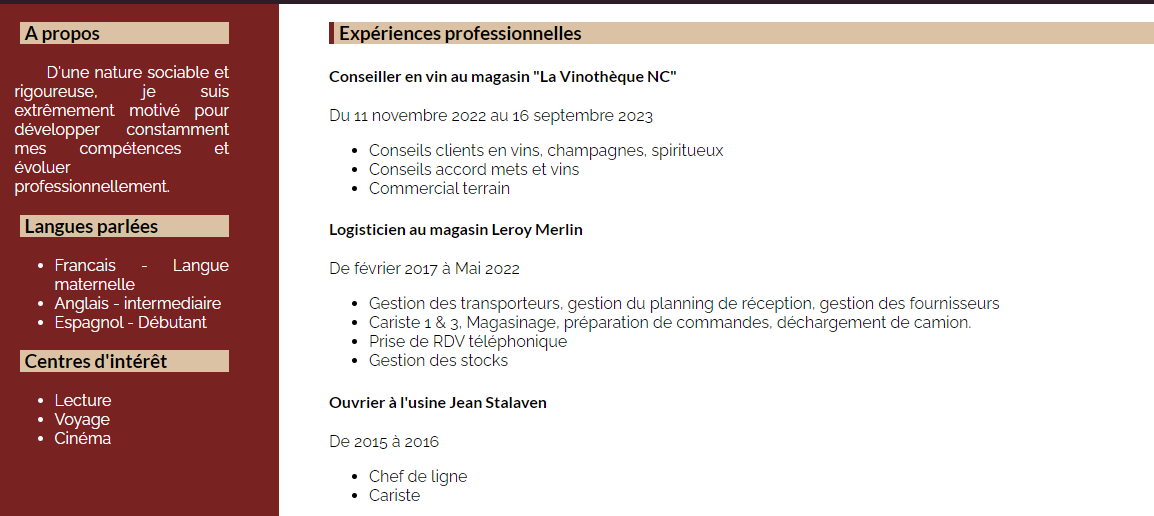 A propos
D'une nature sociable et
rigoureuse, je suis
extrêmement motivé pour
développer constamment
mes compétences et
évoluer
professionnellement.
Langues parlées
Francais - Langue
maternelle
Anglais - intermediaire
Espagnol - Débutant
Centres d'intérêt
Lecture
Voyage
Cinéma
Expériences professionnelles
Conseiller en vin au magasin "La Vinothèque NC"
Du 11 novembre 2022 au 16 septembre 2023
Conseils clients en vins, champagnes, spiritueux
Conseils accord mets et vins
Commercial terrain
Logisticien au magasin Leroy Merlin
De février 2017 à Mai 2022
Gestion des transporteurs, gestion du planning de réception, gestion des fournisseurs
Cariste 1 & 3, Magasinage, préparation de commandes, déchargement de camion.
Prise de RDV téléphonique
Gestion des stocks
Ouvrier à l'usine Jean Stalaven
De 2015 à 2016
Chef de ligne
Cariste